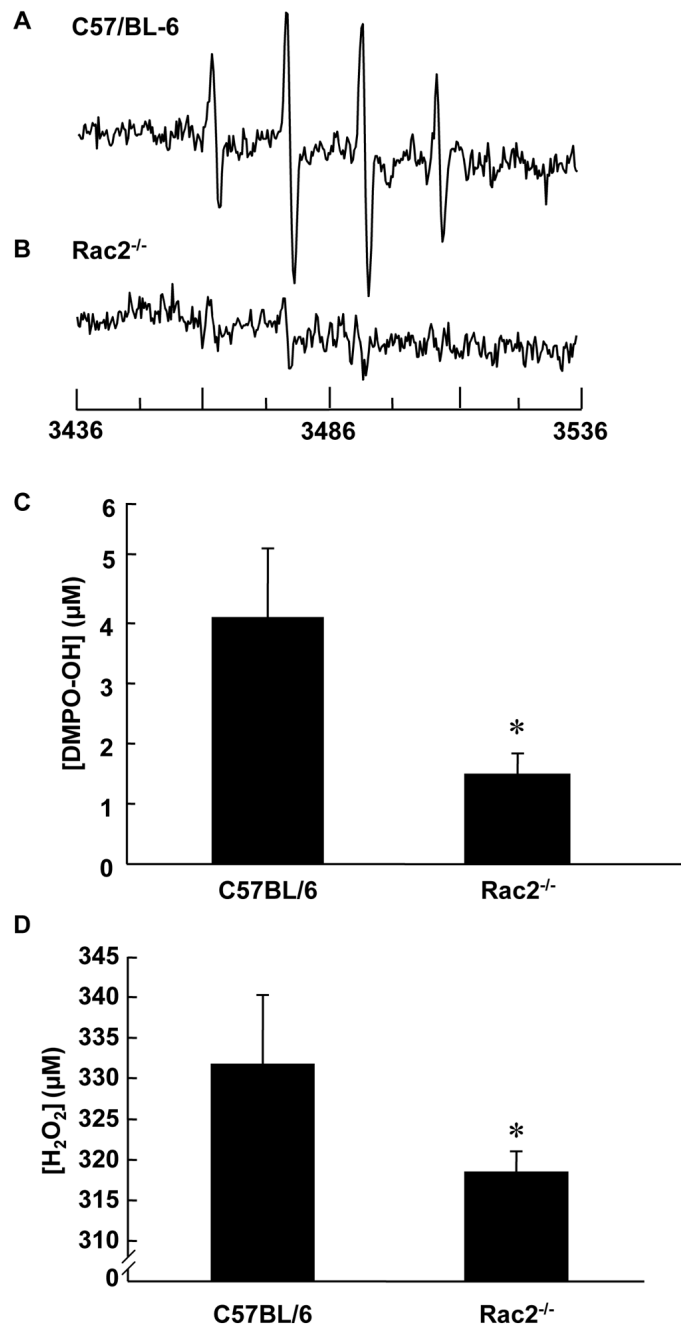 A
C57/BL-6
B
Rac2-/-
3436 3486 3536
C
[DMPO-OH] (µM)
6
5
4
3
2
1
0
*
C57BL/6 Rac2-/-
D
[H2O2] (µM)
345
340
335
330
325
320
315
310
0
*
C57BL/6 Rac2-/-